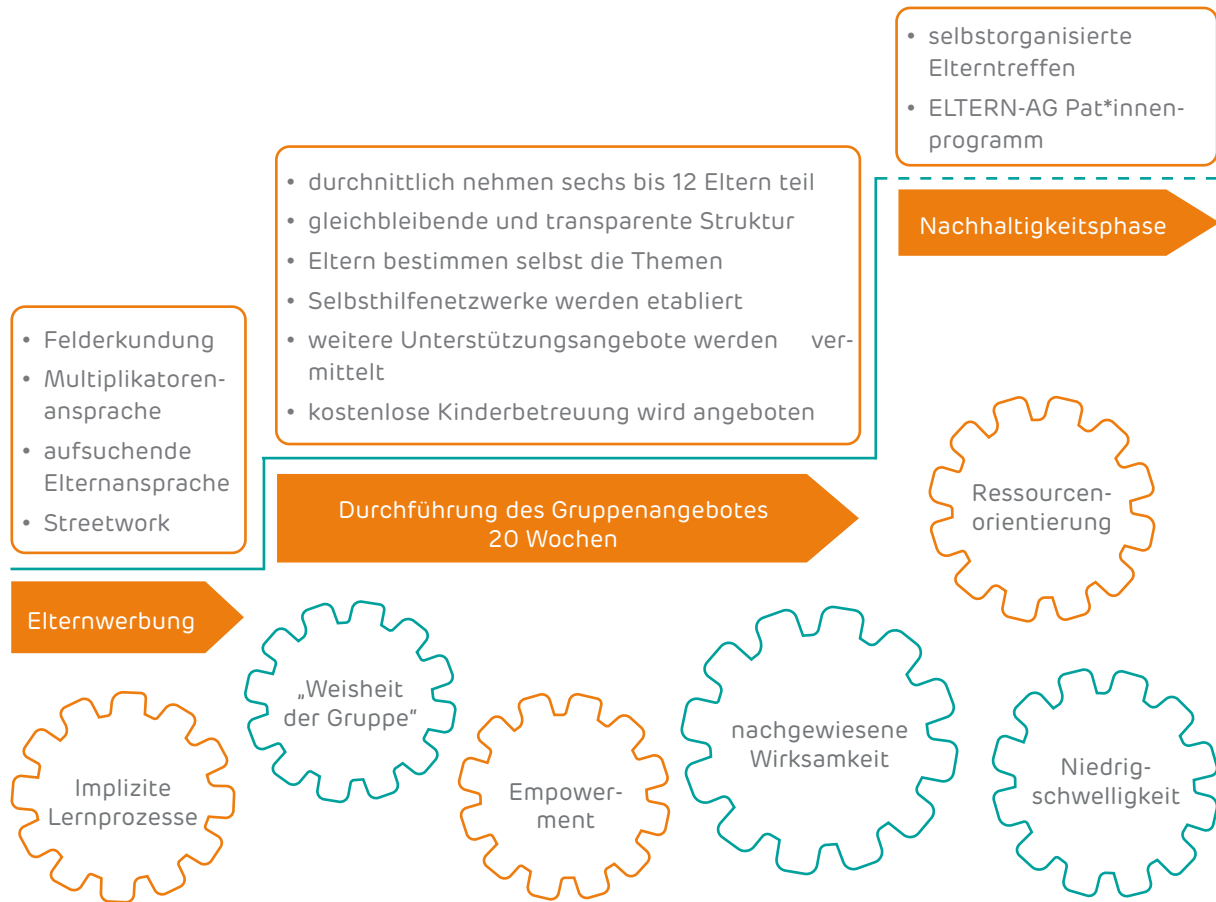 • selbstorganisierte
Elterntreffen
• ELTERN-AG Pat*innen-
programm
Nachhaltigkeitsphase
• durchnittlich nehmen sechs bis 12 Eltern teil
• gleichbleibende und transparente Struktur
• Eltern bestimmen selbst die Themen
• Selbsthilfenetzwerke werden etabliert
• weitere Unterstützungsangebote werden ver-
mittelt
• kostenlose Kinderbetreuung wird angeboten
Durchführung des Gruppenangebotes
20 Wochen
• Felderkundung
• Multiplikatoren-
ansprache
• aufsuchende
Elternansprache
• Streetwork
Elternwerbung
Ressourcen-
orientierung
„Weisheit
der Gruppe“
nachgewiesene
Wirksamkeit
Niedrig-
schwelligkeit
Implizite
Lernprozesse
Empower-
ment